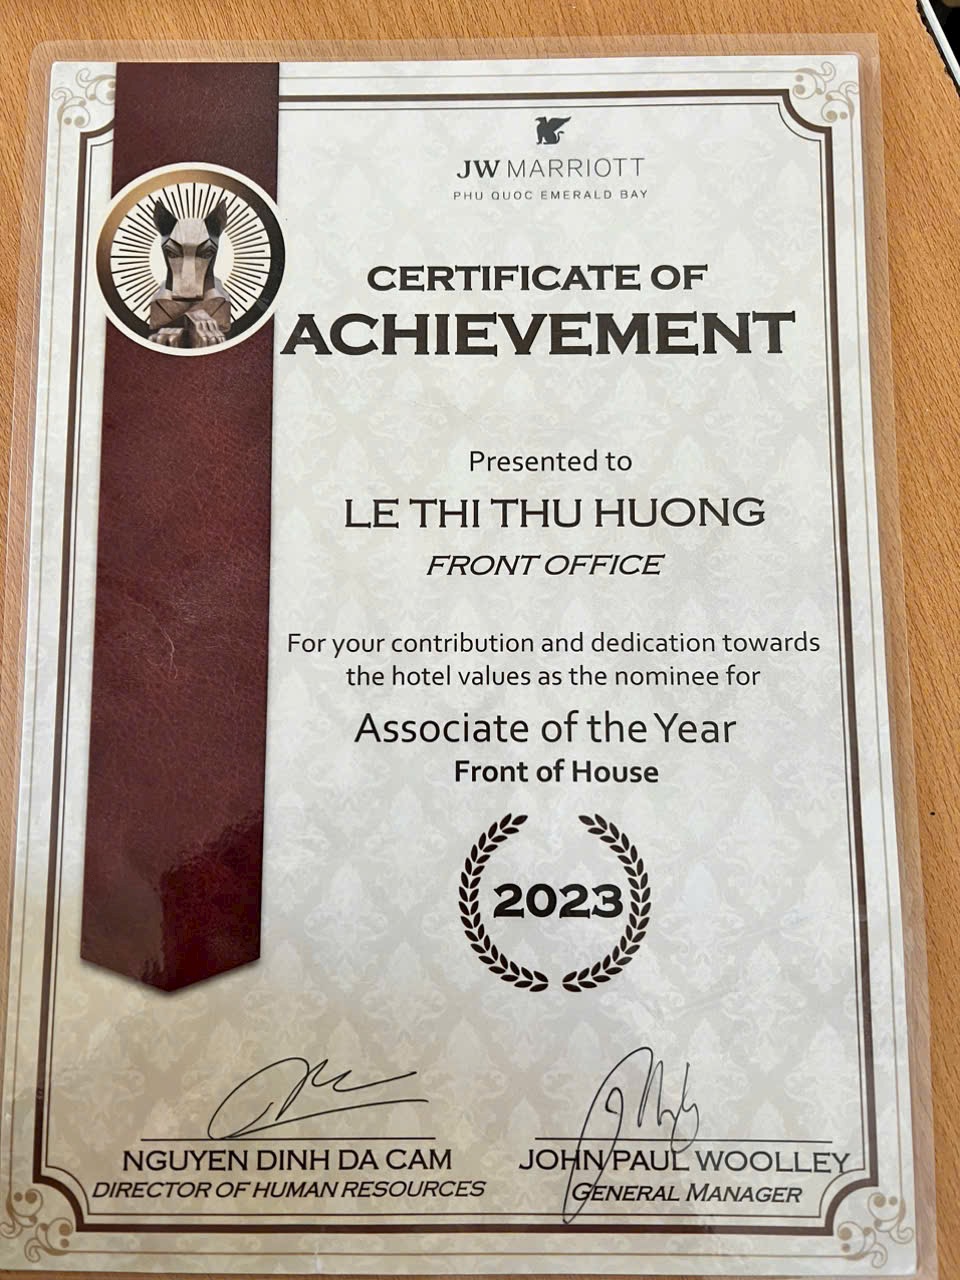 JW MARRIOTT
PHU QUOC EMERALD BAY
CERTIFICATE OF
ACHIEVEMENT
Presented to
LE THI THU HUONG
FRONT OFFICE
For your contribution and dedication towards
the hotel values as the nominee for
Associate of the Year
Front of House
2023
NGUYEN DINH DA CAM
DIRECTOR OF HUMAN RESOURCES
JOHN PAUL WOOLLEY
GENERAL MANAGER